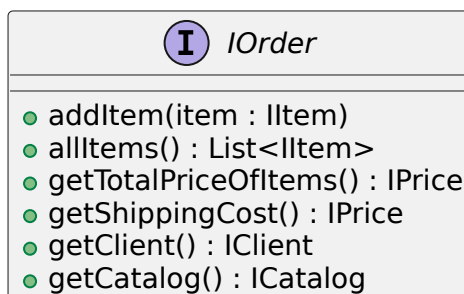 I IOrder
addItem(item : IItem)
allItems() : List<IItem>
getTotalPriceOfItems() : IPrice
getShippingCost() : IPrice
getClient() : IClient
getCatalog() : ICatalog